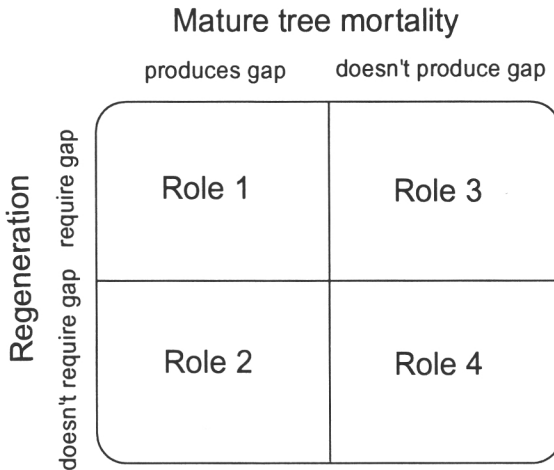 Mature tree mortality
produces gap
doesn't produce gap
Regeneration
require gap
doesn't require gap
Role 1
Role 3
Role 2
Role 4